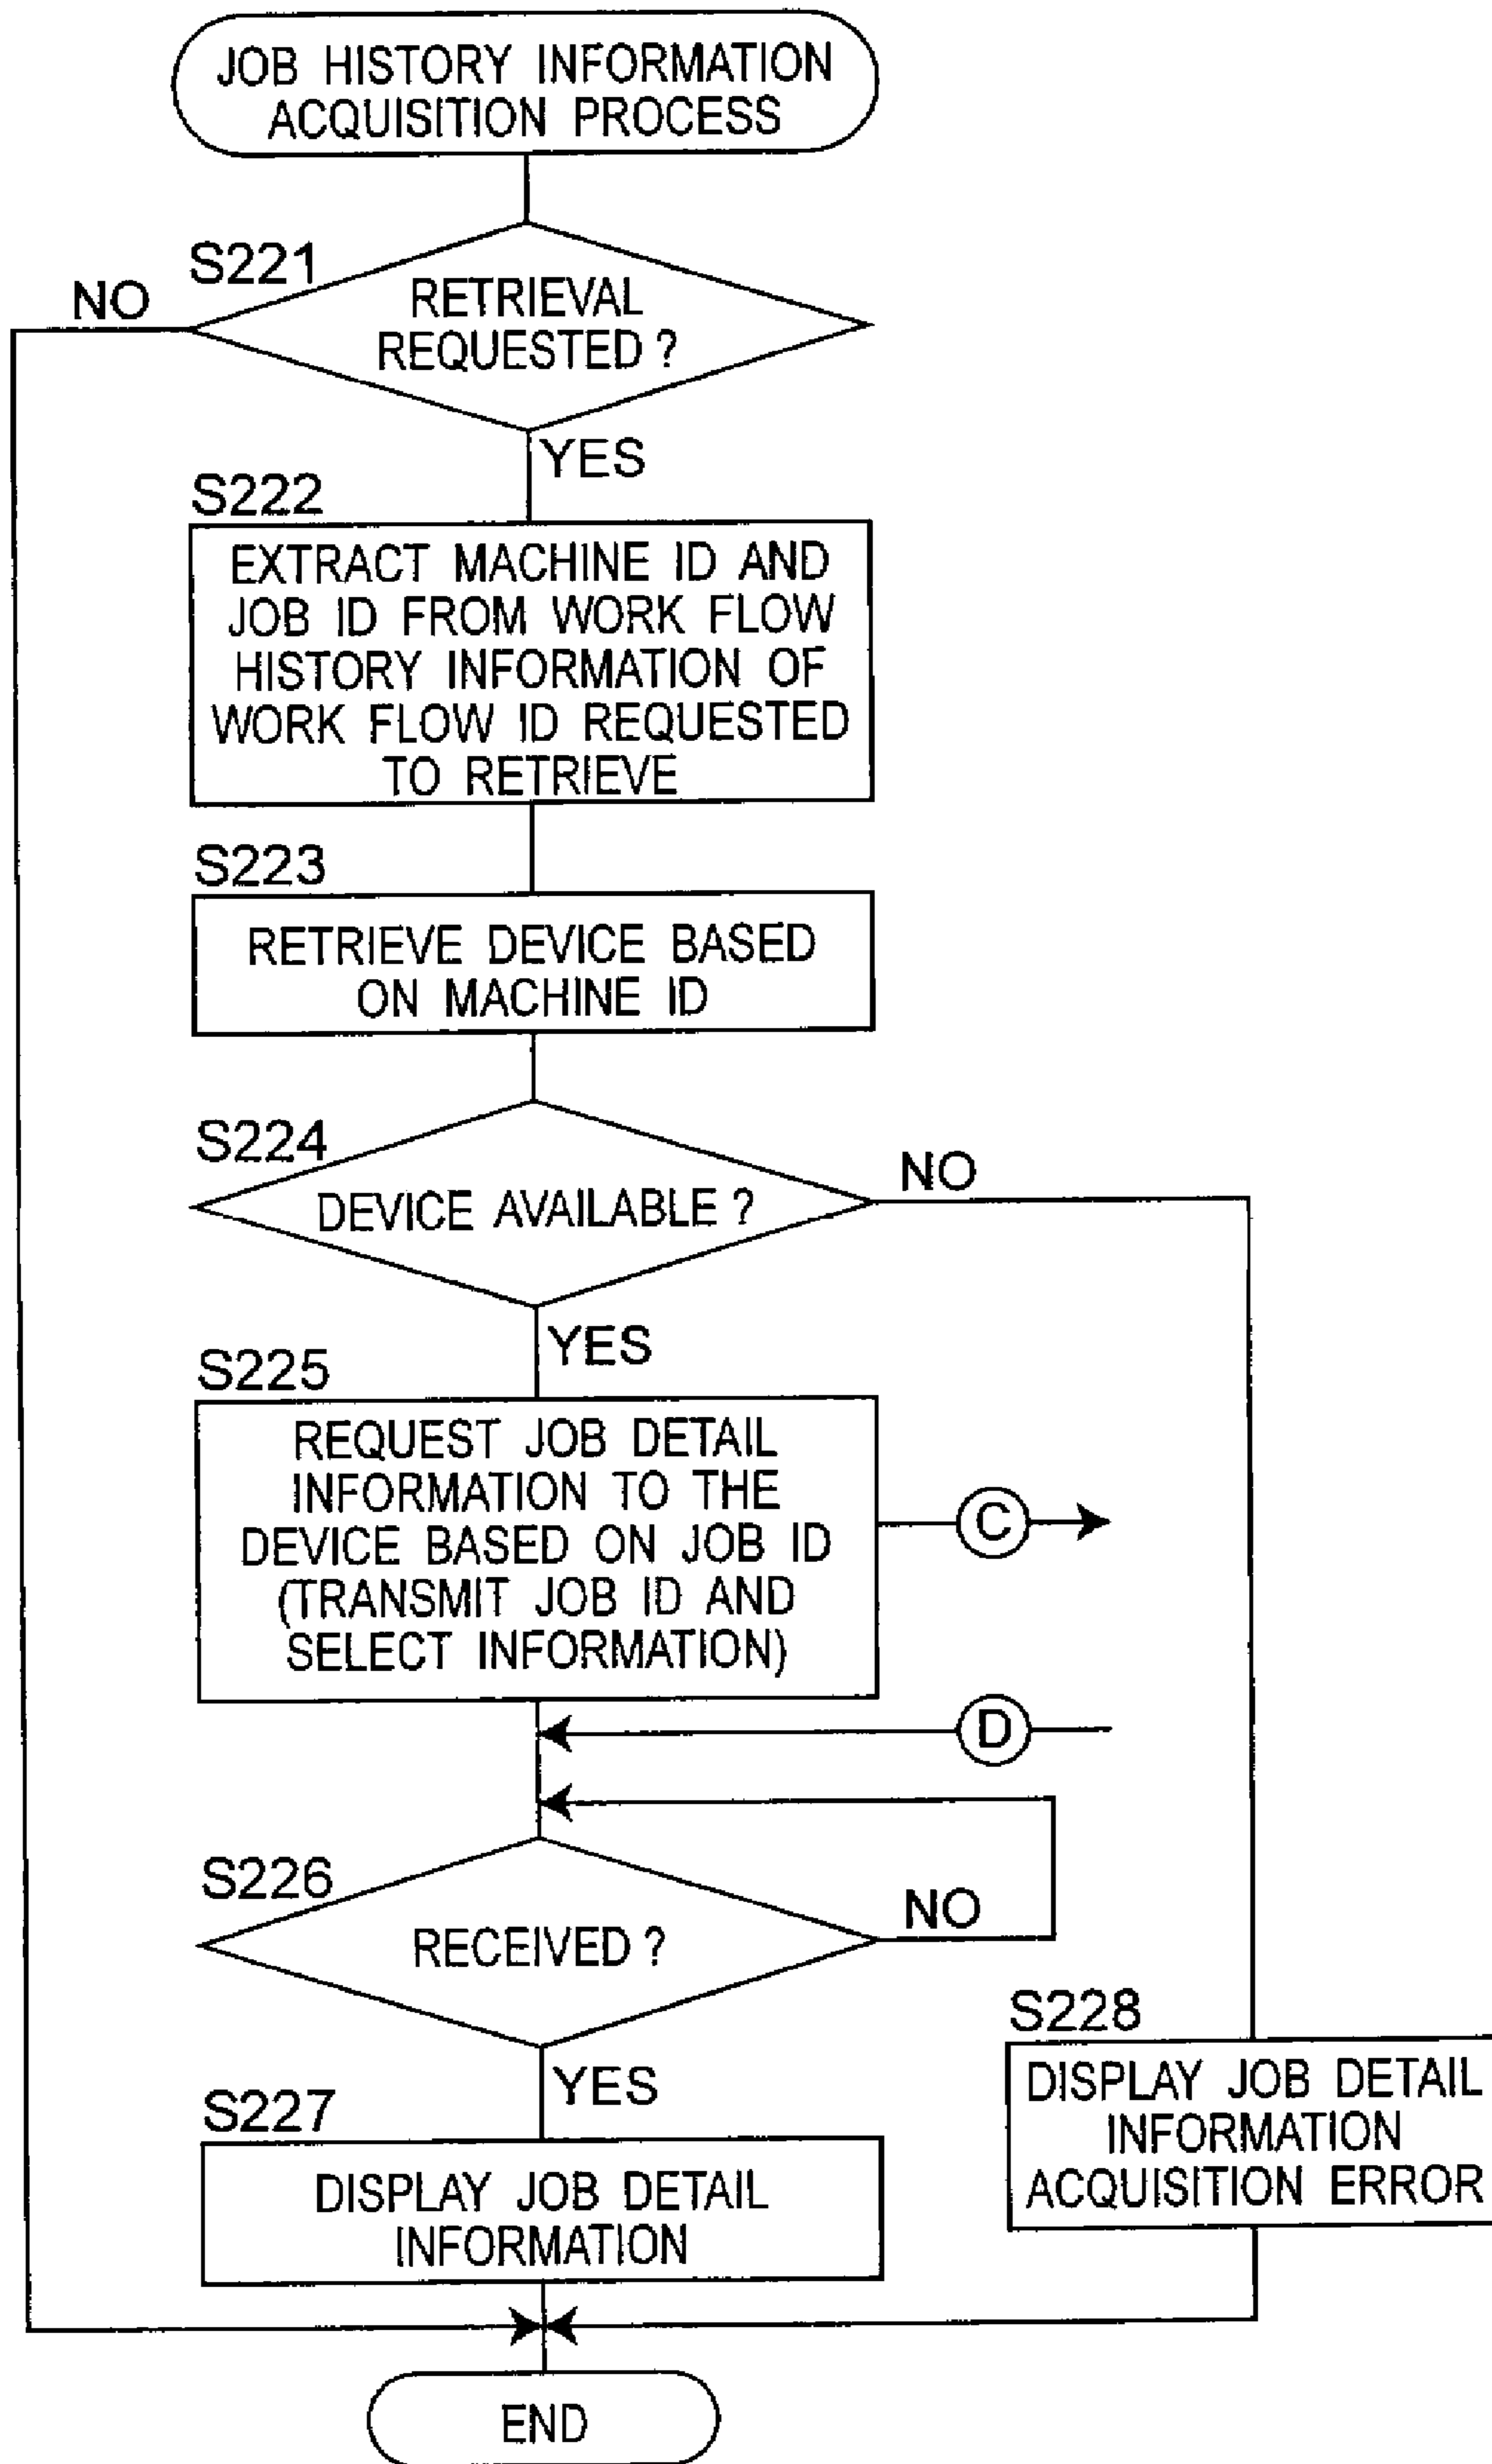 JOB HISTORY INFORMATION
ACQUISITION PROCESS
S221
NO
RETRIEVAL
REQUESTED ?
YES
S222
EXTRACT MACHINE ID AND
JOB ID FROM WORK FLOW
HISTORY INFORMATION OF
WORK FLOW ID REQUESTED
TO RETRIEVE
S223
RETRIEVE DEVICE BASED
ON MACHINE ID
S224
NO
DEVICE AVAILABLE ?
YES
S225
REQUEST JOB DETAIL
INFORMATION TO THE
DEVICE BASED ON JOB ID
(TRANSMIT JOB ID AND
SELECT INFORMATION)
C
D
S226
NO
RECEIVED ?
YES
S227
DISPLAY JOB DETAIL
INFORMATION
S228
DISPLAY JOB DETAIL
INFORMATION
ACQUISITION ERROR
END